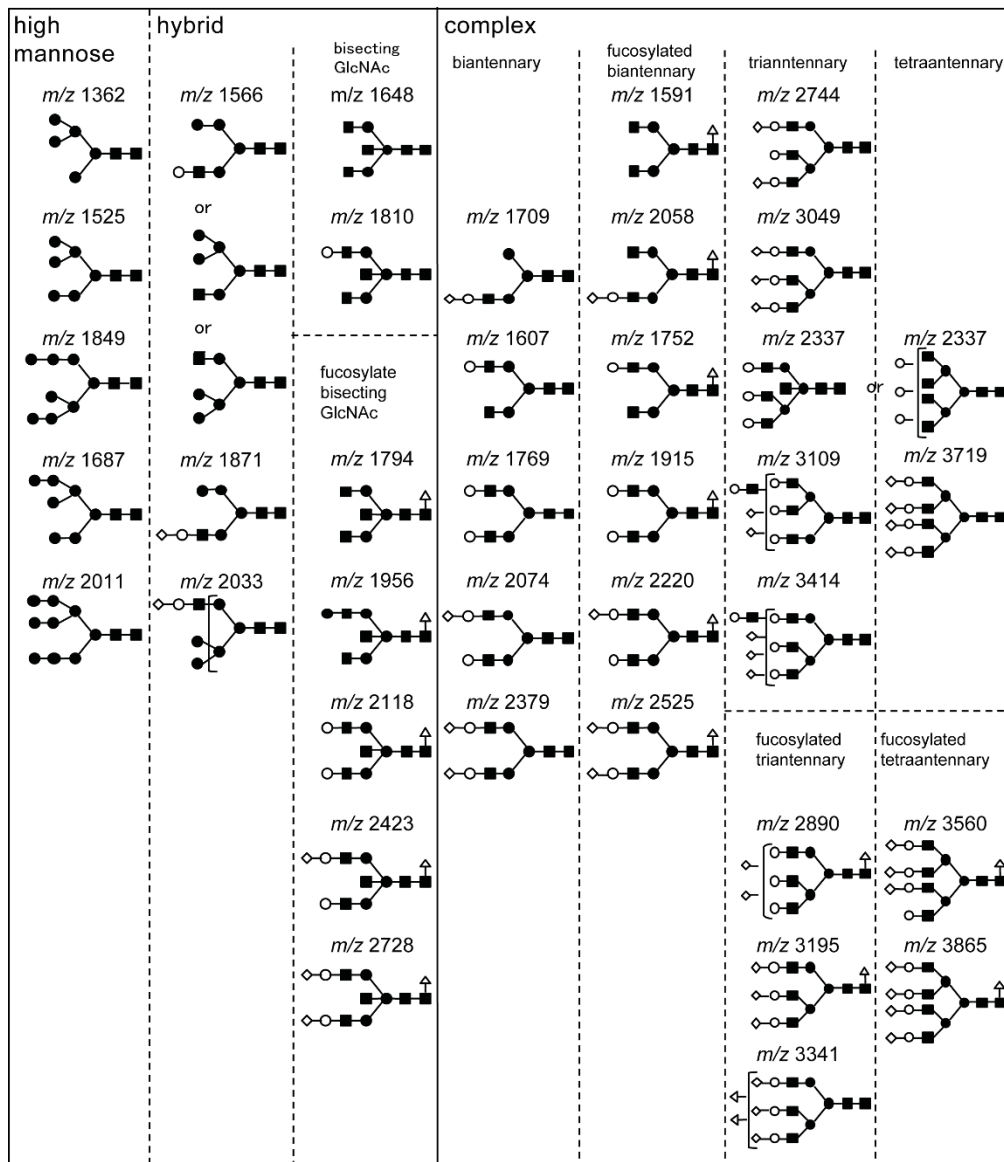 high
mannose
m/z 1362
m/z 1525
m/z 1849
m/z 1687
m/z 2011
hybrid
m/z 1566
or
or
m/z 1871
m/z 2033
bisecting
GlcNAc
m/z 1648
m/z 1810
fucosylate
bisecting
GlcNAc
m/z 1794
m/z 1956
m/z 2118
m/z 2423
m/z 2728
complex
biantennary
m/z 1709
m/z 1607
m/z 1769
m/z 2074
m/z 2379
fucosylated
biantennary
m/z 1591
m/z 2058
m/z 1752
m/z 1915
m/z 2220
m/z 2525
trianntennary
m/z 2744
m/z 3049
m/z 2337
or
m/z 3109
m/z 3414
fucosylated
triantennary
m/z 2890
m/z 3195
m/z 3341
tetraantennary
m/z 2337
m/z 3719
fucosylated
tetraantennary
m/z 3560
m/z 3865